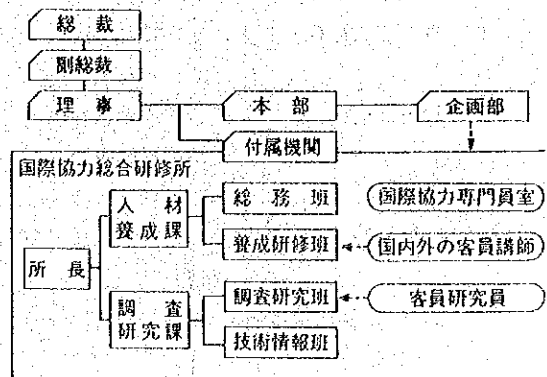 総裁
副総裁
理事
本部
企画部
付属機関
国際協力総合研修所
人材
養成課
総務班
国際協力専門員室
養成研修班
国内外の客員講師
所長
調査
研究課
調査研究班
客員研究員
技術情報班